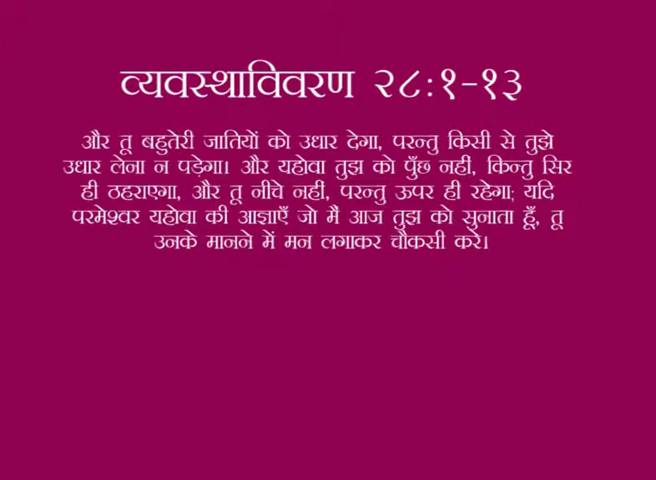 व्यवस्थाविवरण २८:१-१३
और तू बहुतेरी जातियों को उधार देगा, परन्तु किसी से तुझे
उधार लेना न पड़ेगा। और यहोवा तुझ को पुँछ नहीं, किन्तु सिर
ही ठहराएगा, और तू नीचे नहीं, परन्तु ऊपर ही रहेगा; यदि
परमेश्वर यहोवा की आज्ञाएँ जो मैं आज तुझ को सुनाता हूँ, तू
उनके मानने में मन लगाकर चौकसी करे।